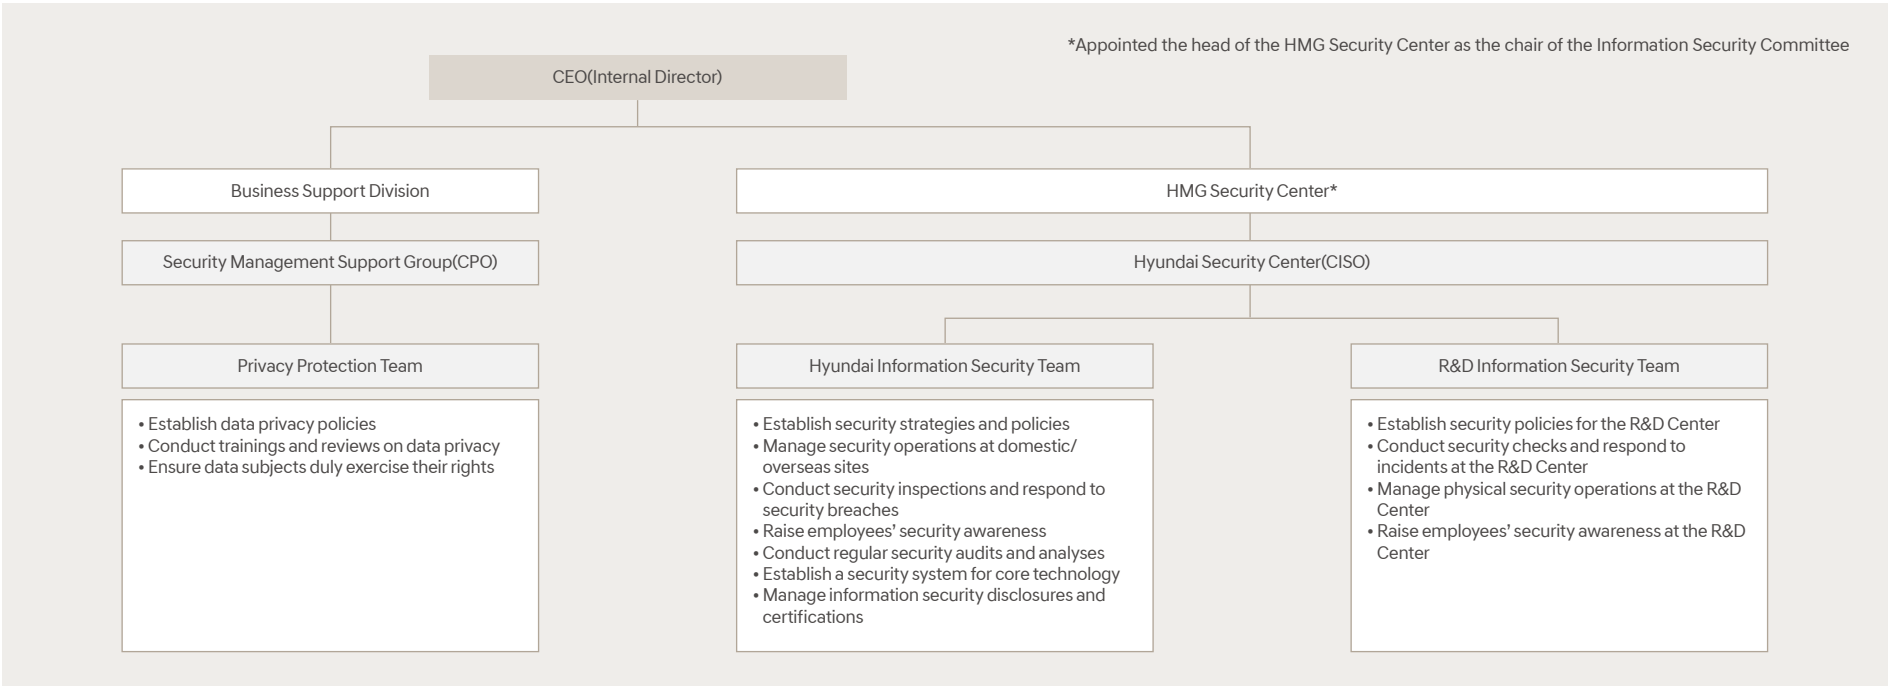 *Appointed the head of the HMG Security Center as the chair of the Information Security Committee
CEO(Internal Director)
Business Support Division
HMG Security Center*
Security Management Support Group(CPO)
Hyundai Security Center(CISO)
Privacy Protection Team
Hyundai Information Security Team
R&D Information Security Team
• Establish data privacy policies
• Conduct trainings and reviews on data privacy
• Ensure data subjects duly exercise their rights
• Establish security strategies and policies
• Manage security operations at domestic/
overseas sites
• Conduct security inspections and respond to
security breaches
• Raise employees’ security awareness
• Conduct regular security audits and analyses
• Establish a security system for core technology
• Manage information security disclosures and
certifications
• Establish security policies for the R&D Center
• Conduct security checks and respond to
incidents at the R&D Center
• Manage physical security operations at the R&D
Center
• Raise employees’ security awareness at the R&D
Center